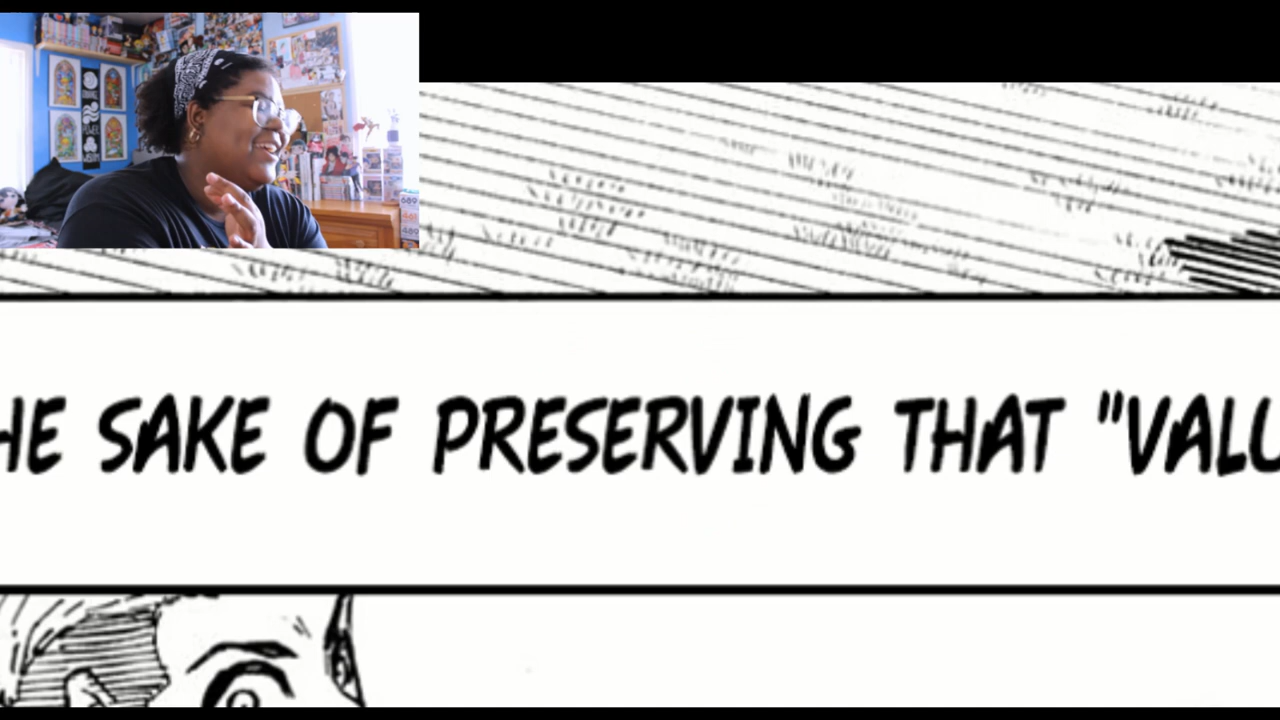 HE SAKE OF PRESERVING THAT "VALU